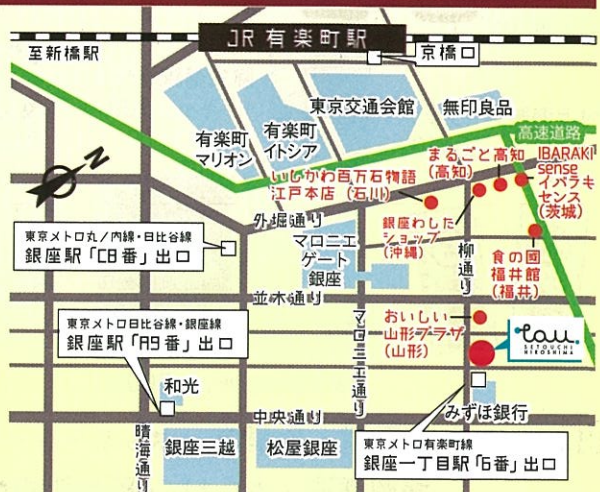 JR有楽町駅
至新橋駅
京橋口
東京交通会館
無印良品
有楽町
マリオン
有楽町
イトシア
高速道路
いしかわ百万石物語
江戸本店（石川）
まるごと高知
（高知）
IBARAKI
sense
イバラキ
センス
（茨城）
N
外堀通り
銀座わした
ショップ
（沖縄）
柳通り
食の國
福井館
（福井）
東京メトロ丸ノ内線・日比谷線
銀座駅「C8番」出口
マロニエ
ゲート
銀座
並木通り
東京メトロ日比谷線・銀座線
銀座駅「A9番」出口
おいしい
山形プラザ
（山形）
マロニエ通り
tau
SETOUCHI
HIROSHIMA
和光
みずほ銀行
中央通り
晴海通り
銀座三越
松屋銀座
東京メトロ有楽町線
銀座一丁目駅「6番」出口